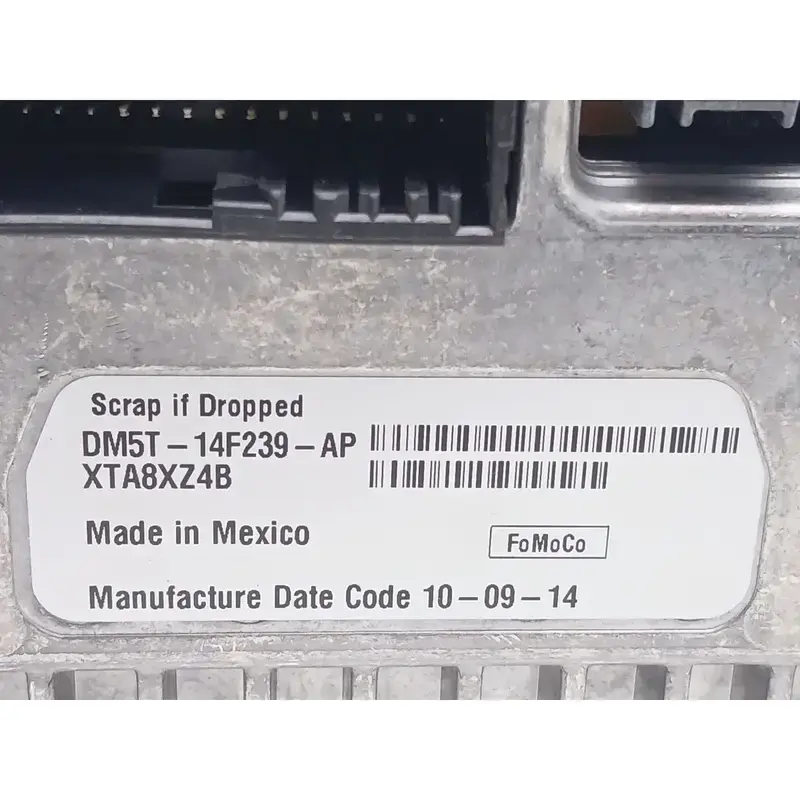 Scrap if Dropped
DM5T-14F239-AP
XTA8XZ4B
Made in Mexico
FoMoCo
Manufacture Date Code 10-09-14